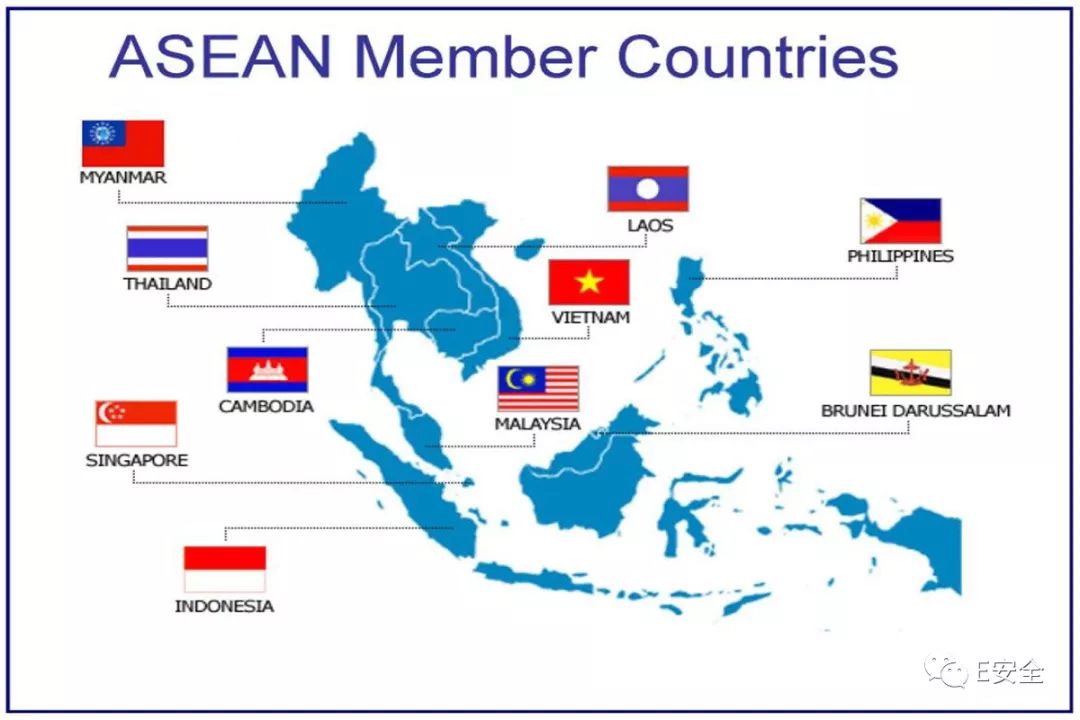 ASEAN Member Countries
MYANMAR
LAOS
PHILIPPINES
THAILAND
VIETNAM
CAMBODIA
MALAYSIA
BRUNEI DARUSSALAM
SINGAPORE
INDONESIA
E安全